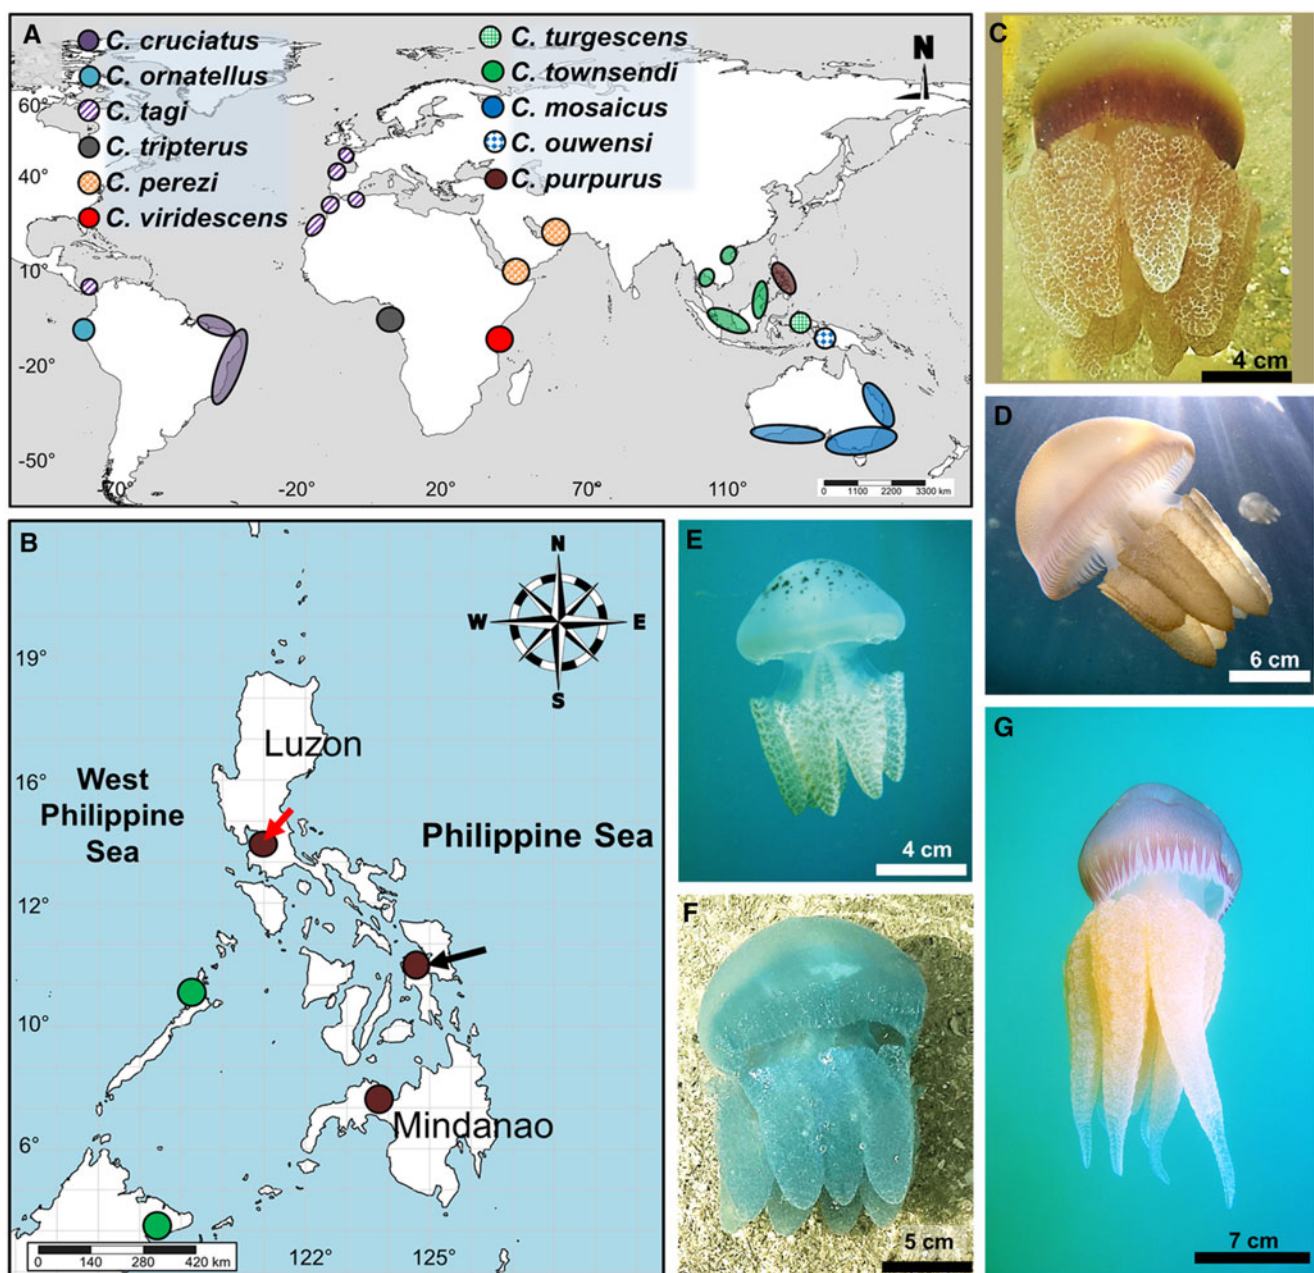 A
C. cruciatus
C. ornatellus
C. tagi
C. tripterus
C. perezi
C. viridescens
C. turgescens
C. townsendi
C. mosaicus
C. ouwensi
C. purpurus
N
60°
40°
10°
-20°
-50°
-70°
-20°
20°
70°
110°
0 1100 2200 3300 km
B
N
W E
S
19°
16°
12°
10°
6°
Luzon
West
Philippine
Sea
Philippine Sea
Mindanao
122°
125°
0 140 280 420 km
C
4 cm
D
6 cm
E
4 cm
F
5 cm
G
7 cm